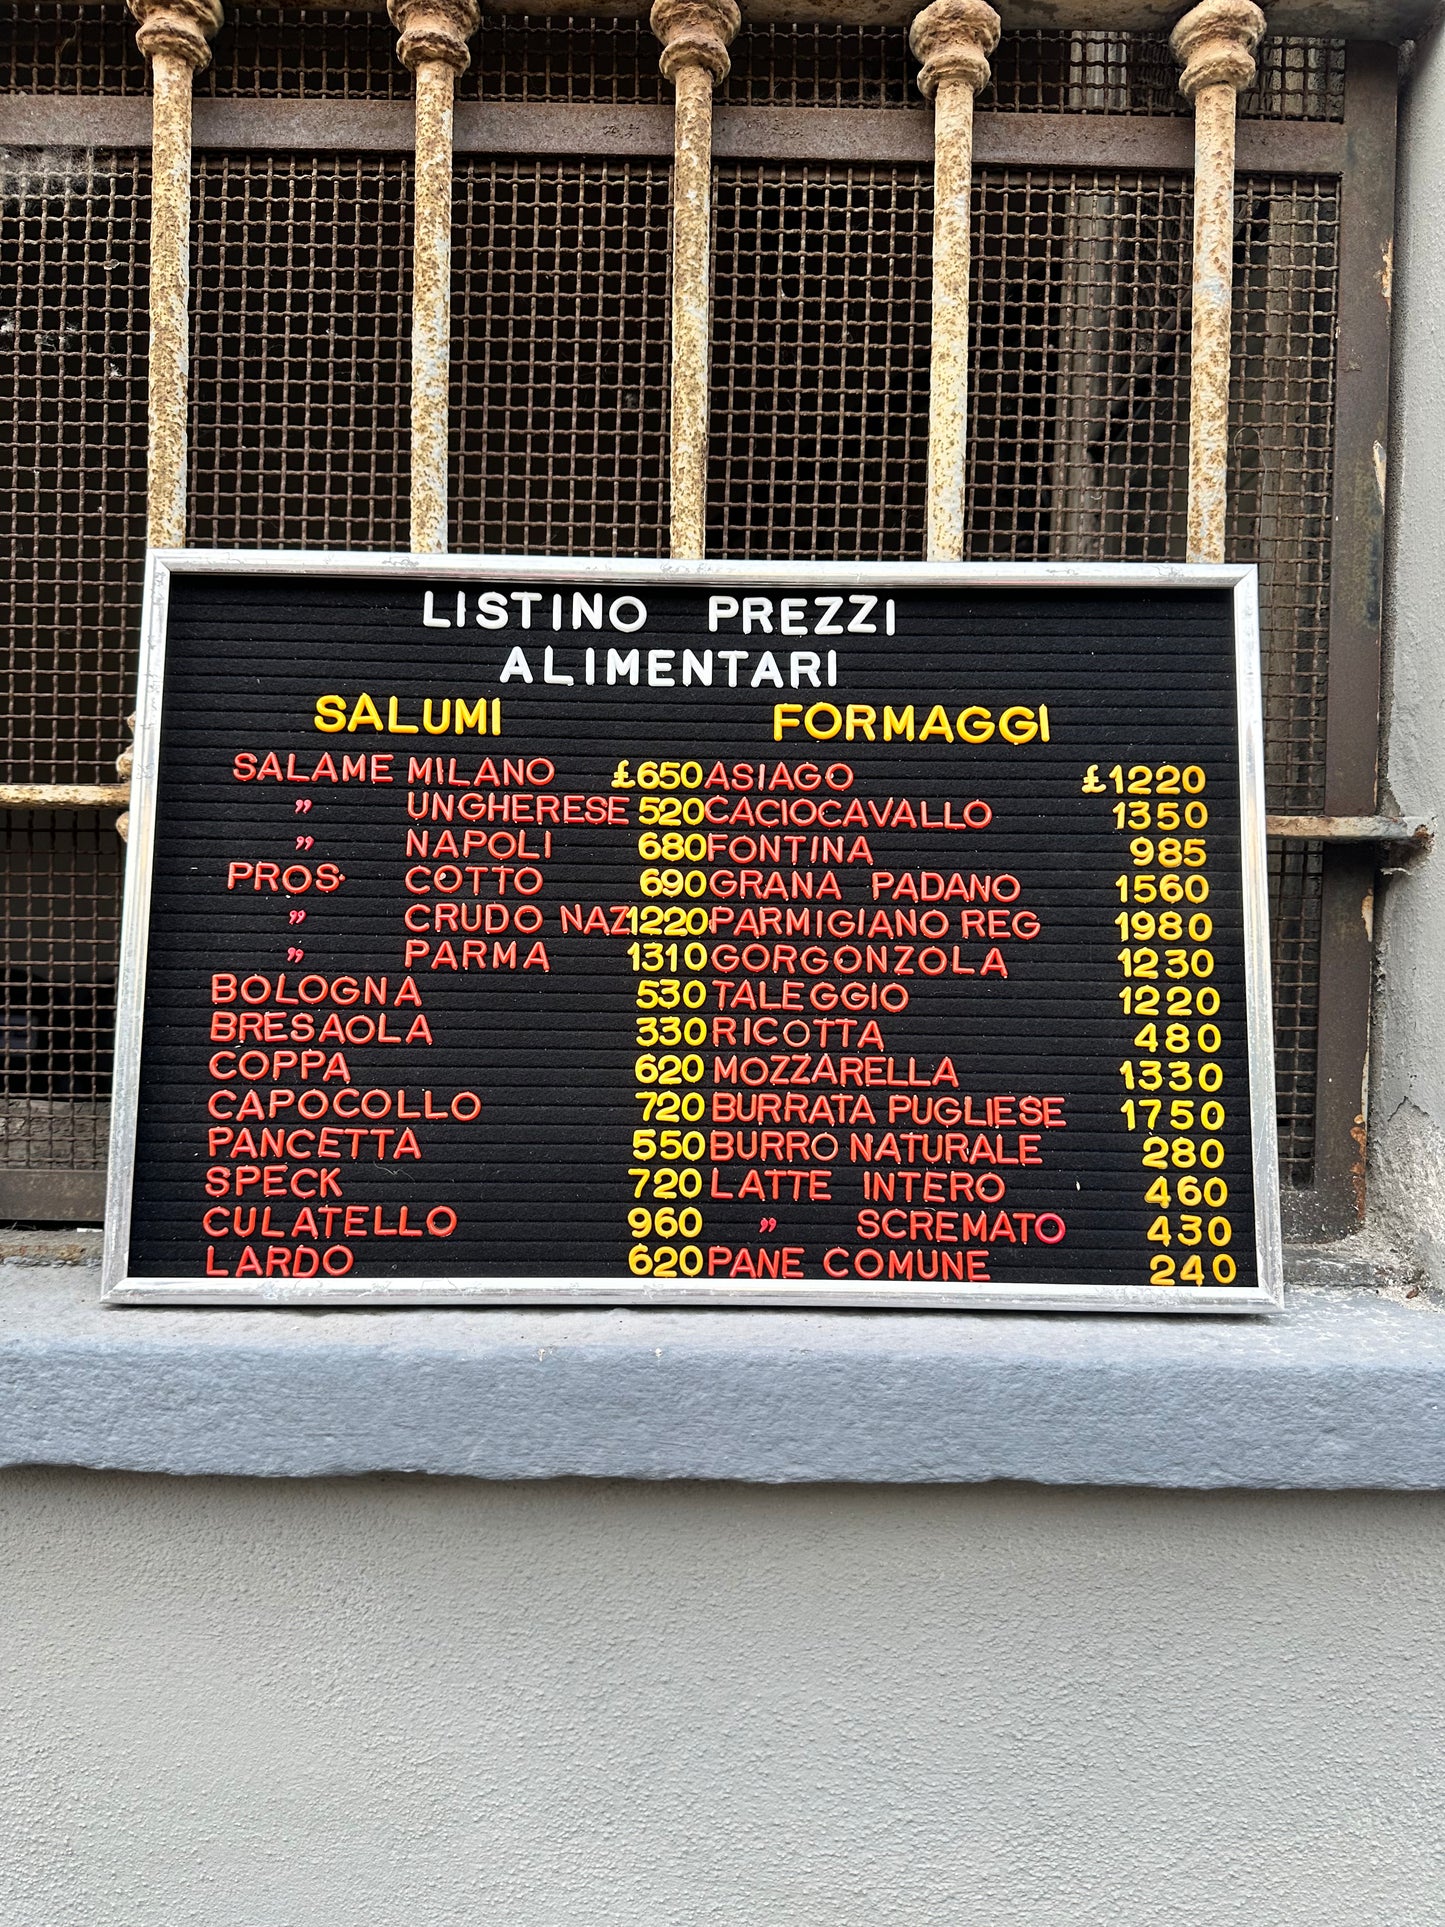 LISTINO PREZZI
ALIMENTARI
SALUMI
SALAME MILANO £650
" UNGHERESE 520
" NAPOLI 680
PROS. COTTO 690
" CRUDO NAZ 1220
" PARMA 1310
BOLOGNA 530
BRESAOLA 330
COPPA 620
CAPOCOLLO 720
PANCETTA 550
SPECK 720
CULATELLO 960
LARDO 620
FORMAGGI
ASIAGO £1220
CACIOCAVALLO 1350
FONTINA 985
GRANA PADANO 1560
PARMIGIANO REG 1980
GORGONZOLA 1230
TALEGGIO 1220
RICOTTA 480
MOZZARELLA 1330
BURRATA PUGLIESE 1750
BURRO NATURALE 280
LATTE INTERO 460
" SCREMATO 430
PANE COMUNE 240